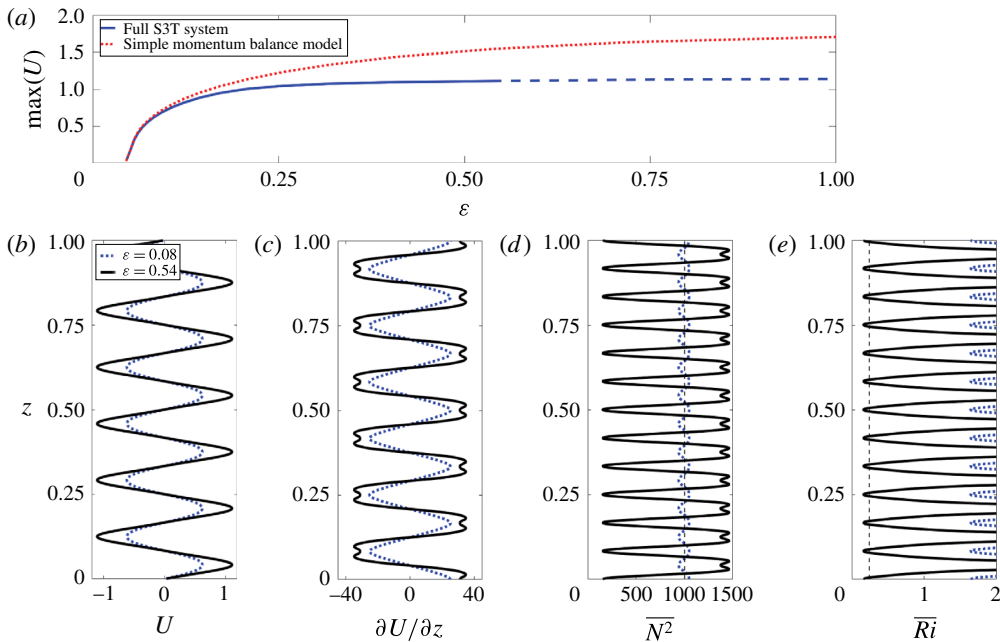 (a)
2.0
1.5
1.0
0.5
max(U)
Full S3T system
Simple momentum balance model
0 0.25 0.50 0.75 1.00
ε
(b) (c) (d) (e)
1.00 1.00 1.00 1.00
ε = 0.08
ε = 0.54
0.75 0.75 0.75 0.75
z 0.50 0.50 0.50 0.50
0.25 0.25 0.25 0.25
0 0 0 0
−1 0 1 −40 0 40 500 1000 1500 1 2
U ∂U/∂z N² Ri